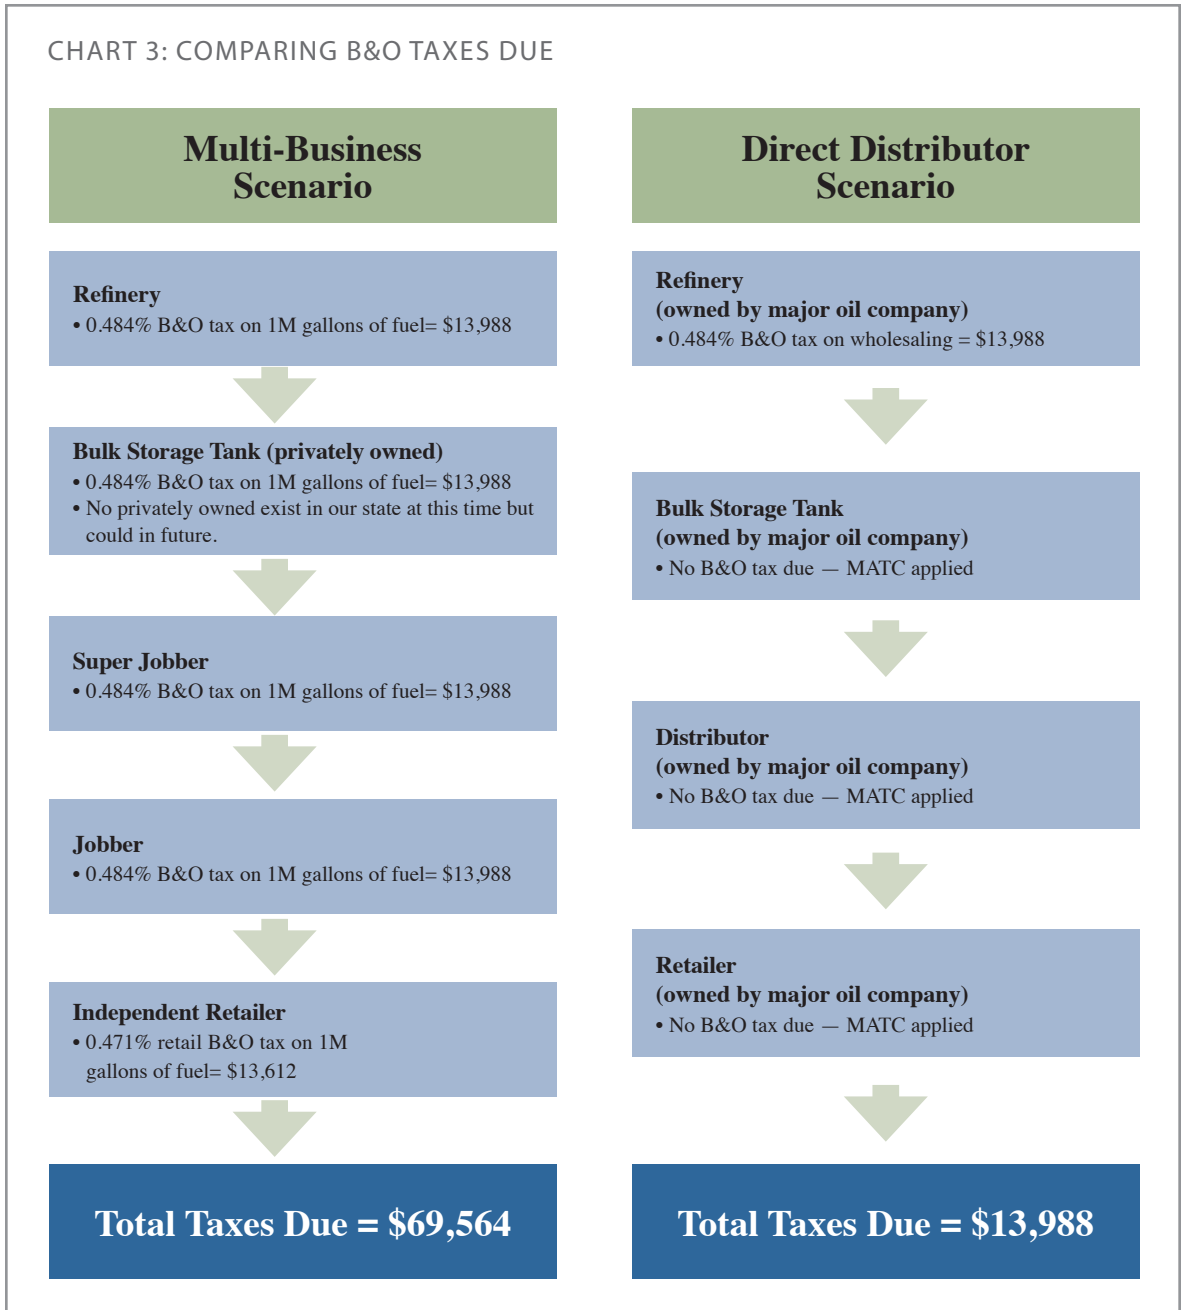 CHART 3: COMPARING B&O TAXES DUE
Multi-Business
Scenario
Refinery
• 0.484% B&O tax on 1M gallons of fuel= $13,988
Bulk Storage Tank (privately owned)
• 0.484% B&O tax on 1M gallons of fuel= $13,988
• No privately owned exist in our state at this time but
could in future.
Super Jobber
• 0.484% B&O tax on 1M gallons of fuel= $13,988
Jobber
• 0.484% B&O tax on 1M gallons of fuel= $13,988
Independent Retailer
• 0.471% retail B&O tax on 1M
gallons of fuel= $13,612
Total Taxes Due = $69,564
Direct Distributor
Scenario
Refinery
(owned by major oil company)
• 0.484% B&O tax on wholesaling = $13,988
Bulk Storage Tank
(owned by major oil company)
• No B&O tax due — MATC applied
Distributor
(owned by major oil company)
• No B&O tax due — MATC applied
Retailer
(owned by major oil company)
• No B&O tax due — MATC applied
Total Taxes Due = $13,988